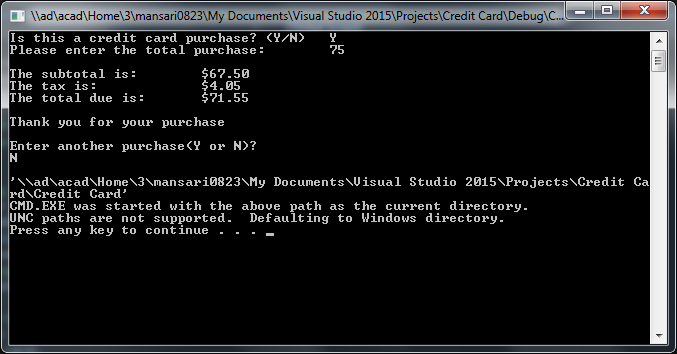 \\ad\acad\Home\3\mansari0823\My Documents\Visual Studio 2015\Projects\Credit Card\Debug\C...
Is this a credit card purchase? (Y/N)   Y
Please enter the total purchase:        75
The subtotal is:        $67.50
The tax is:             $4.05
The total due is:       $71.55
Thank you for your purchase
Enter another purchase(Y or N)?
N
'\\ad\acad\Home\3\mansari0823\My Documents\Visual Studio 2015\Projects\Credit Ca
rd\Credit Card'
CMD.EXE was started with the above path as the current directory.
UNC paths are not supported.  Defaulting to Windows directory.
Press any key to continue . . . _